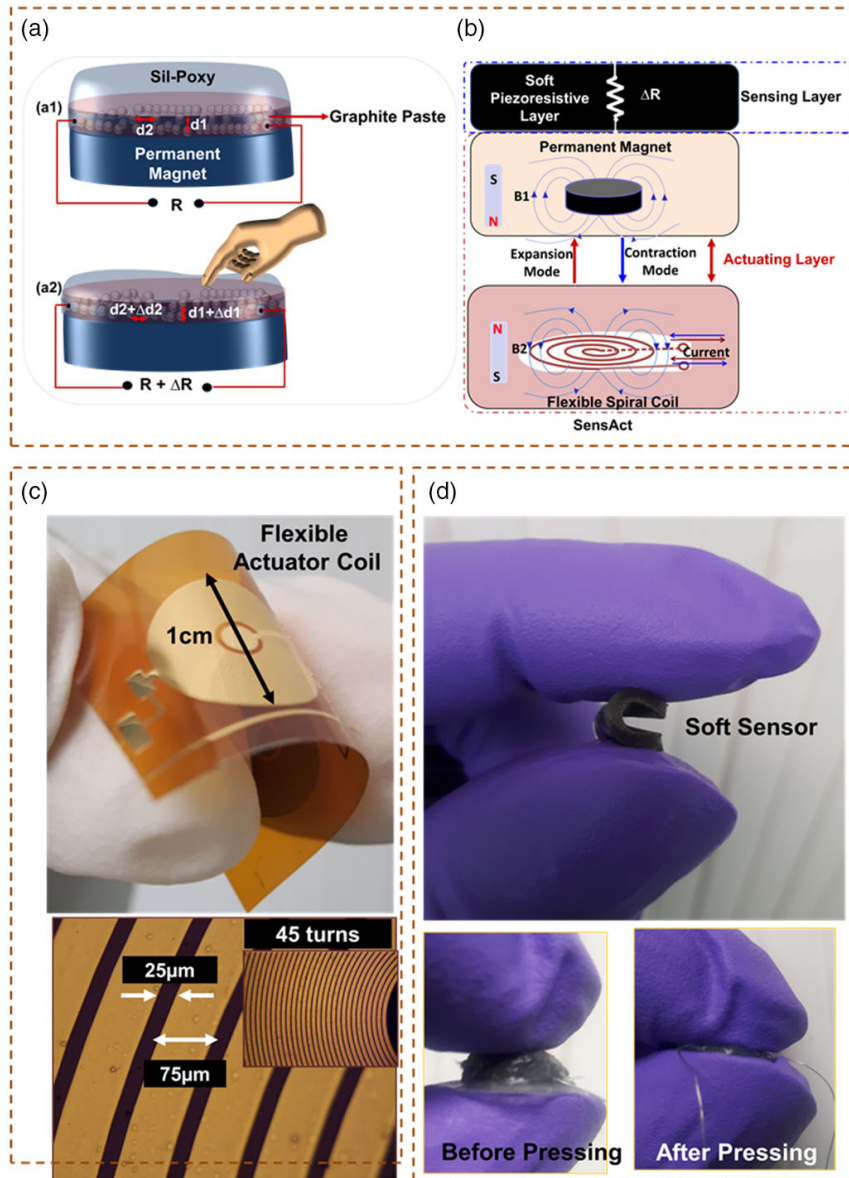 (a)
Sil-Poxy
(a1)
d2
d1
Graphite Paste
Permanent
Magnet
R
(a2)
d2+Δd2
d1+Δd1
R + ΔR
(b)
Soft
Piezoresistive
Layer
ΔR
Sensing Layer
Permanent Magnet
S
N
B1
Expansion
Mode
Contraction
Mode
Actuating Layer
N
S
B2
Current
Flexible Spiral Coil
SensAct
(c)
Flexible
Actuator Coil
1cm
45 turns
25µm
75µm
(d)
Soft Sensor
Before Pressing
After Pressing